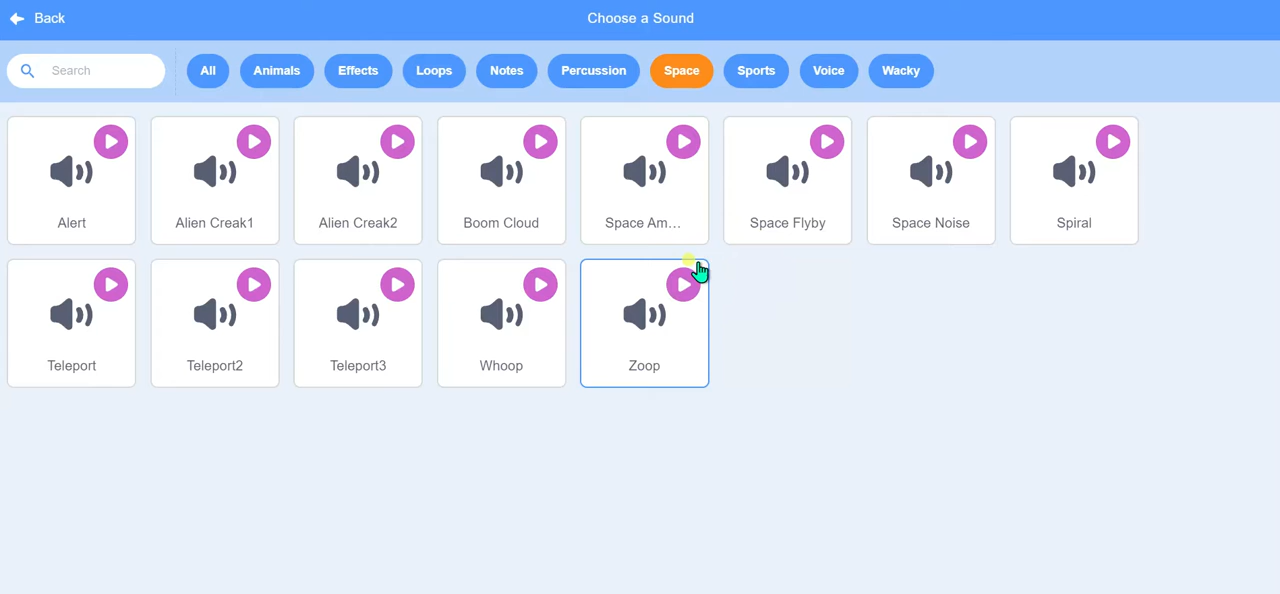 Back
Choose a Sound
Search
All
Animals
Effects
Loops
Notes
Percussion
Space
Sports
Voice
Wacky
Alert
Alien Creak1
Alien Creak2
Boom Cloud
Space Am...
Space Flyby
Space Noise
Spiral
Teleport
Teleport2
Teleport3
Whoop
Zoop